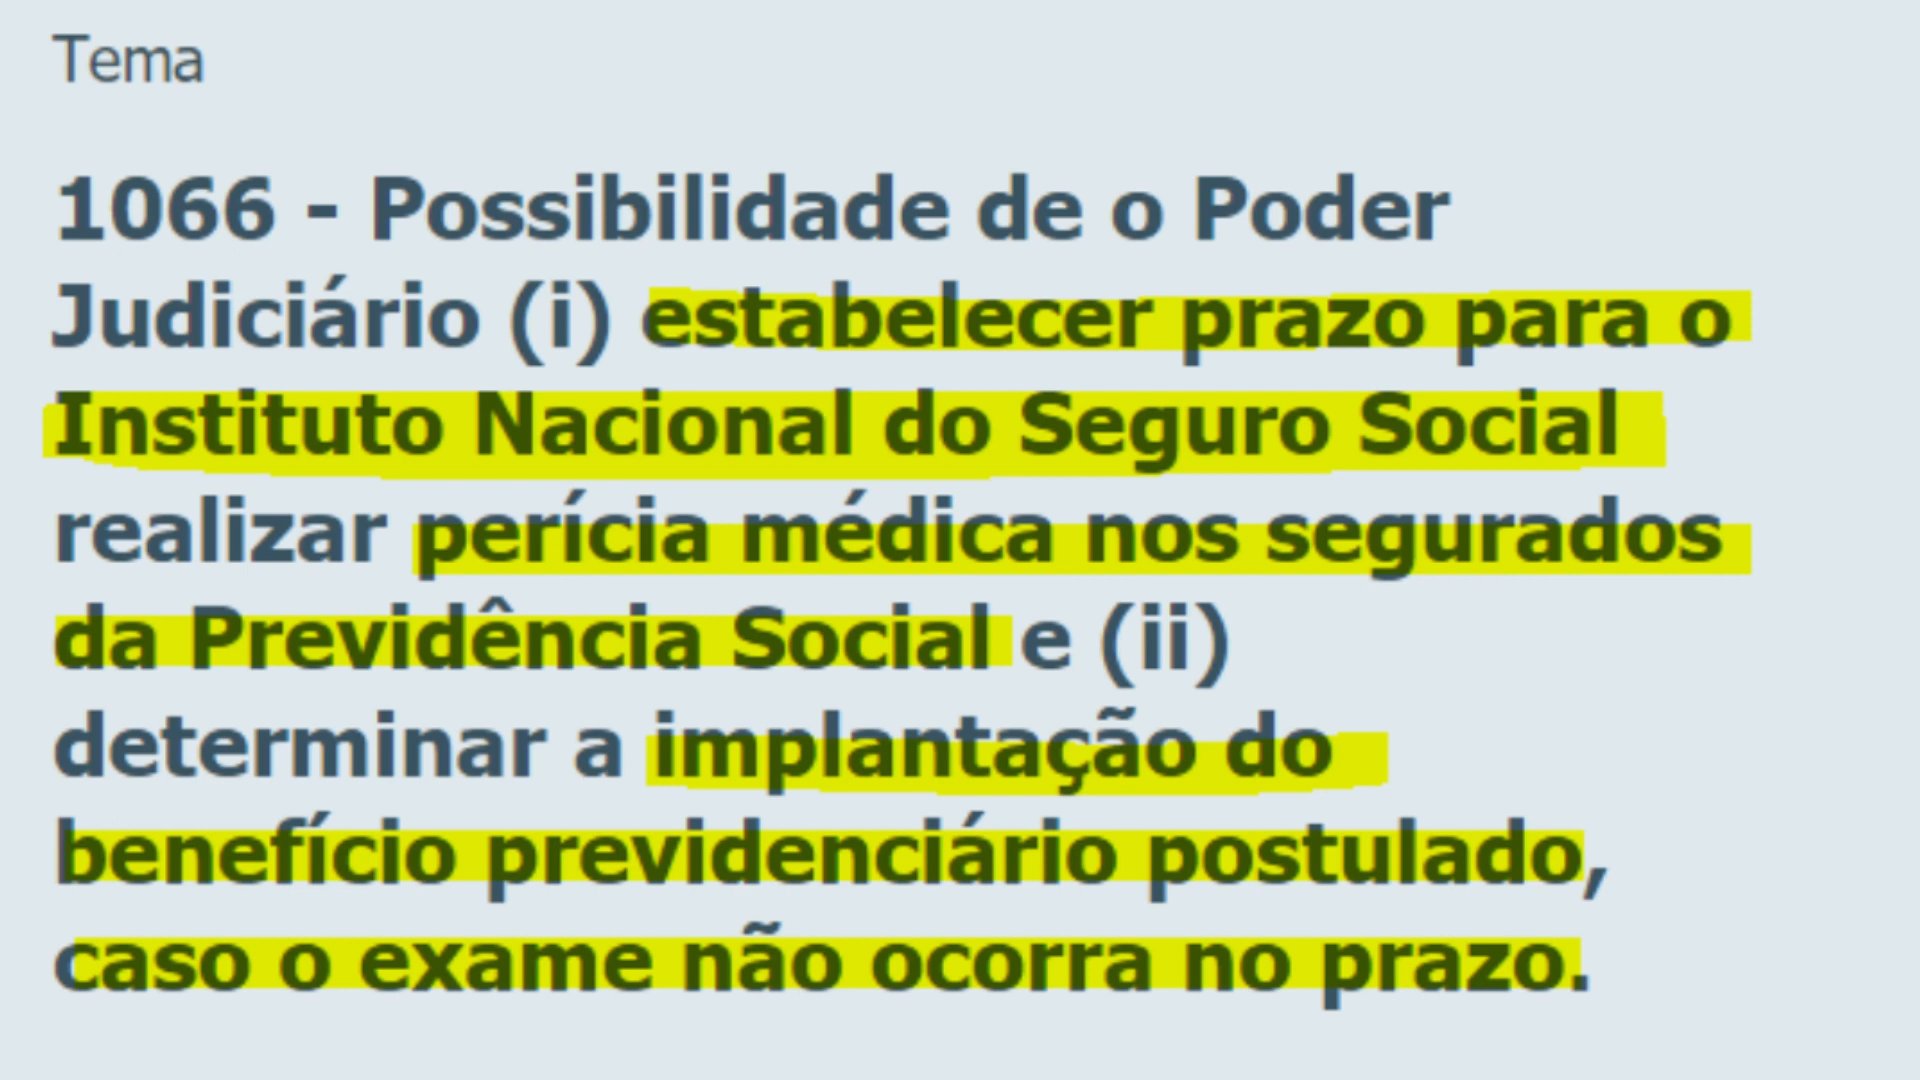 Tema
1066 - Possibilidade de o Poder
Judiciário (i) estabelecer prazo para o
Instituto Nacional do Seguro Social
realizar perícia médica nos segurados
da Previdência Social e (ii)
determinar a implantação do
benefício previdenciário postulado,
caso o exame não ocorra no prazo.